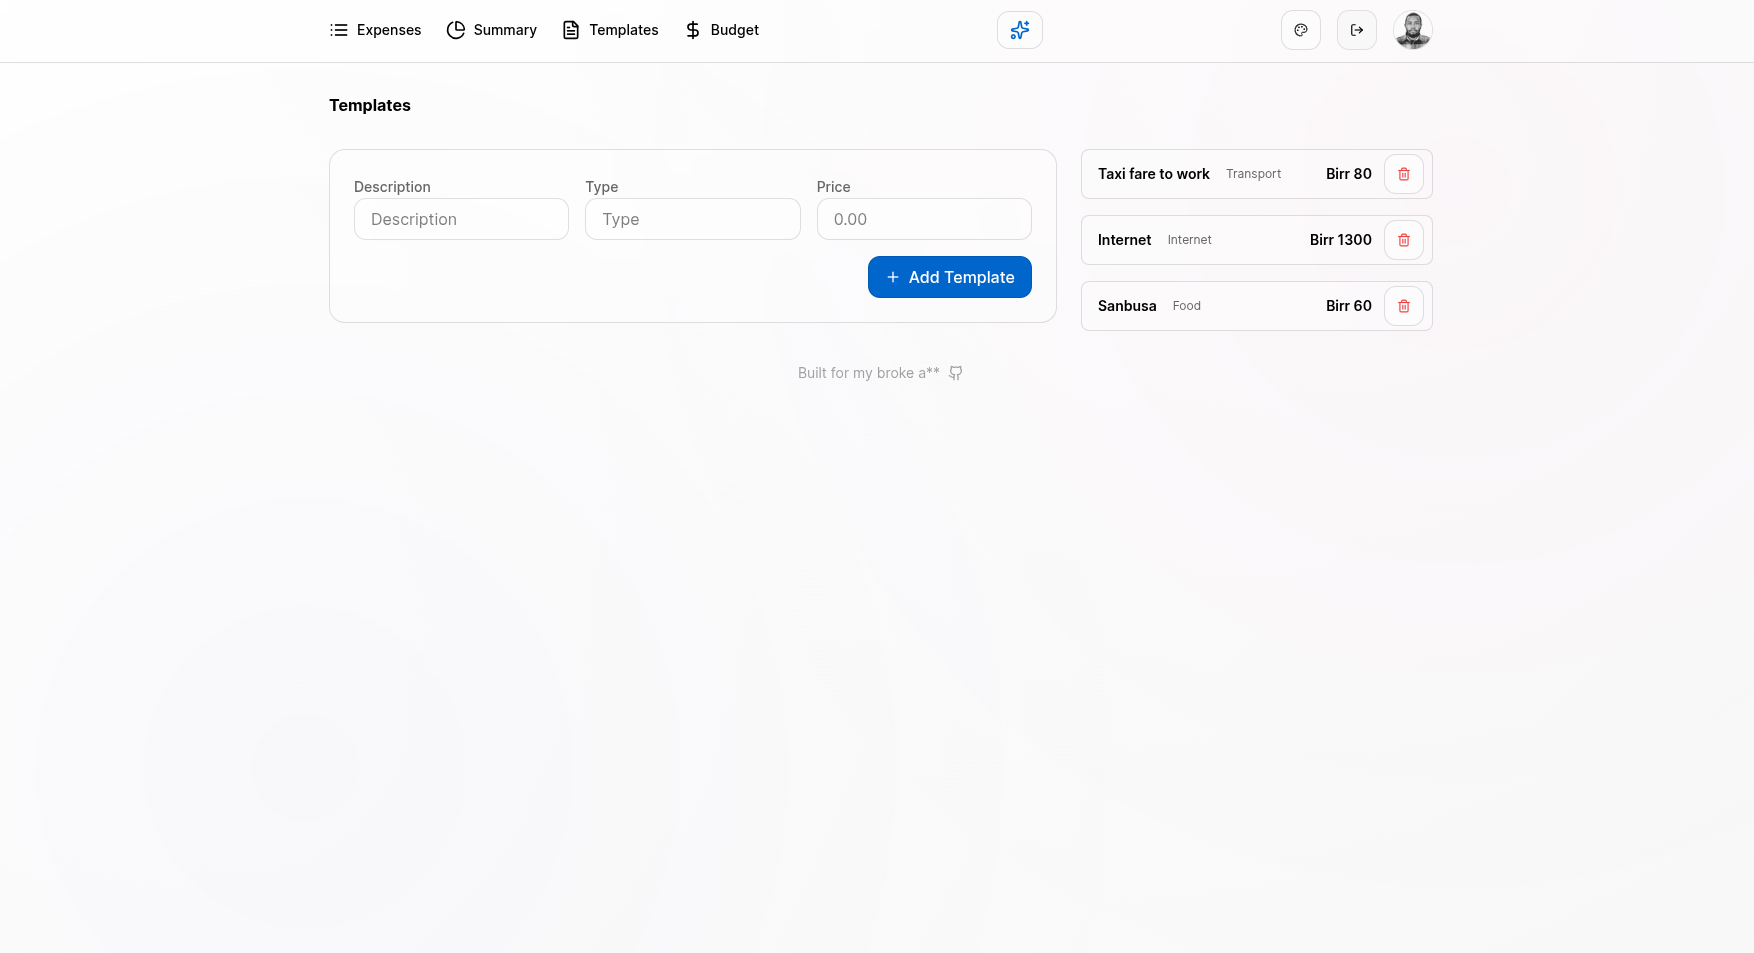 Expenses Summary Templates Budget
Templates
Description Type Price
Description Type 0.00
+ Add Template
Taxi fare to work Transport Birr 80
Internet Internet Birr 1300
Sanbusa Food Birr 60
Built for my broke a**